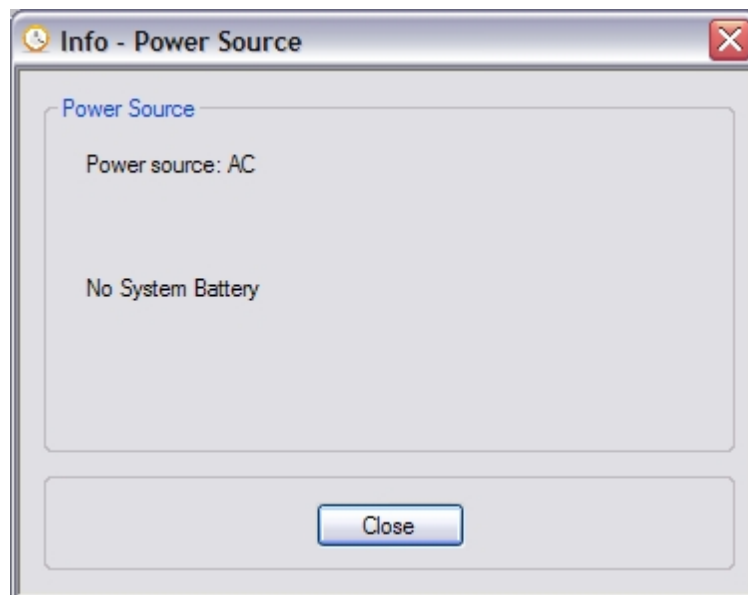 Info - Power Source
Power Source
Power source: AC
No System Battery
Close